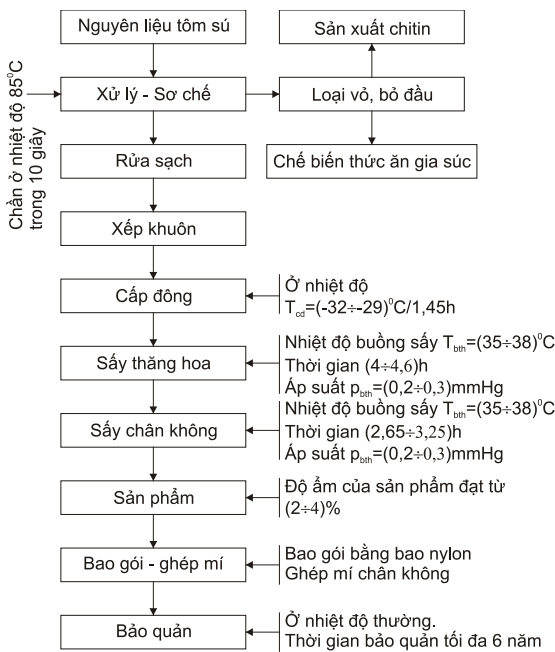 Nguyên liệu tôm sú
Sản xuất chitin
Chần ở nhiệt độ 85⁰C
trong 10 giây
Xử lý - Sơ chế
Loại vỏ, bỏ đầu
Rửa sạch
Chế biến thức ăn gia súc
Xếp khuôn
Cấp đông
Ở nhiệt độ
T_cd=(-32÷-29)⁰C/1,45h
Sấy thăng hoa
Nhiệt độ buồng sấy T_bth=(35÷38)⁰C
Thời gian (4÷4,6)h
Áp suất p_bth=(0,2÷0,3)mmHg
Sấy chân không
Nhiệt độ buồng sấy T_bth=(35÷38)⁰C
Thời gian (2,65÷3,25)h
Áp suất p_bth=(0,2÷0,3)mmHg
Sản phẩm
Độ ẩm của sản phẩm đạt từ
(2÷4)%
Bao gói - ghép mí
Bao gói bằng bao nylon
Ghép mí chân không
Bảo quản
Ở nhiệt độ thường.
Thời gian bảo quản tối đa 6 năm